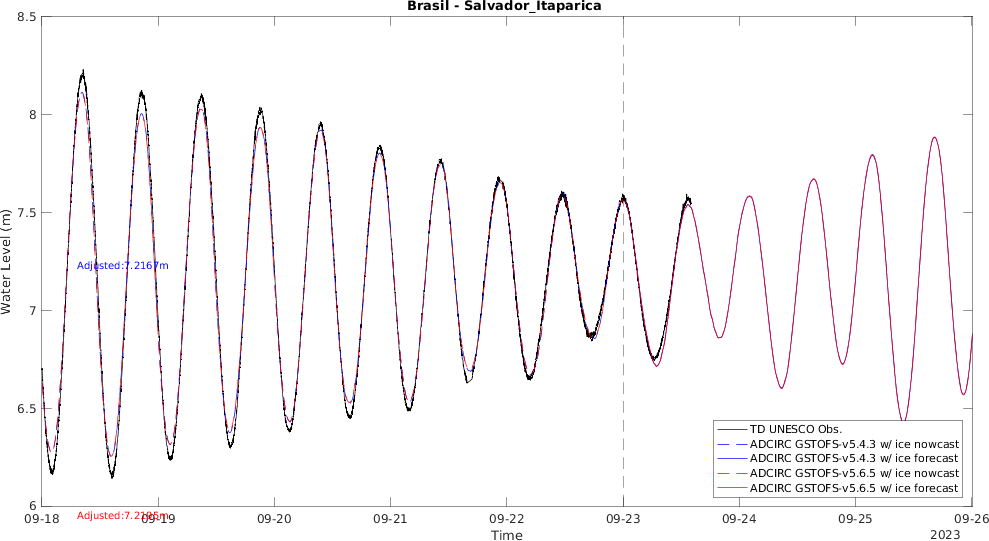 Brasil - Salvador_Itaparica
8.5
8
7.5
7
6.5
6
Water Level (m)
Adjusted:7.2167m
TD UNESCO Obs.
ADCIRC GSTOFS-v5.4.3 w/ ice nowcast
ADCIRC GSTOFS-v5.4.3 w/ ice forecast
ADCIRC GSTOFS-v5.6.5 w/ ice nowcast
ADCIRC GSTOFS-v5.6.5 w/ ice forecast
09-18 09-19 09-20 09-21 09-22 09-23 09-24 09-25 09-26
Time
2023